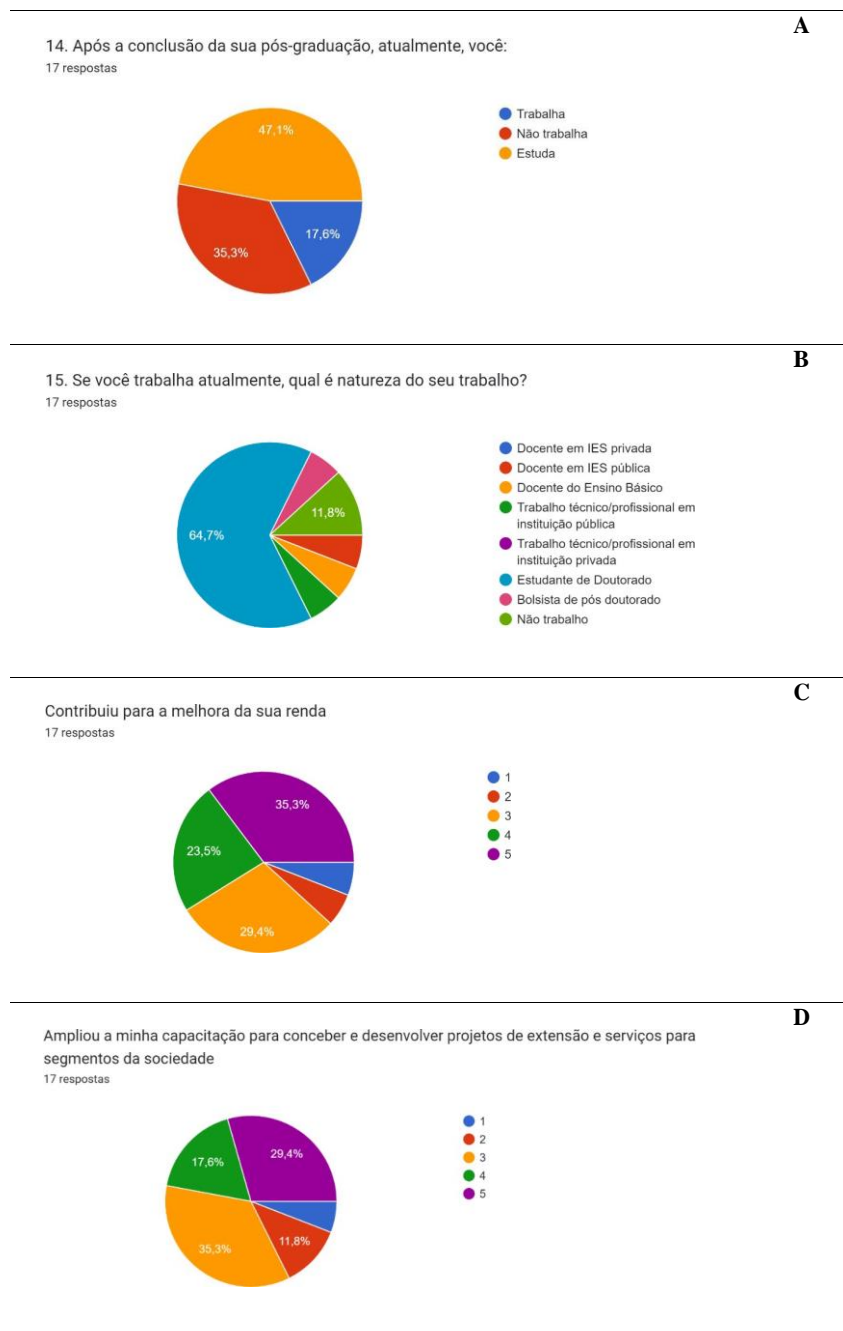 A
14. Após a conclusão da sua pós-graduação, atualmente, você:
17 respostas
47,1%
35,3%
17,6%
Trabalha
Não trabalha
Estuda
B
15. Se você trabalha atualmente, qual é natureza do seu trabalho?
17 respostas
64,7%
11,8%
Docente em IES privada
Docente em IES pública
Docente do Ensino Básico
Trabalho técnico/profissional em
instituição pública
Trabalho técnico/profissional em
instituição privada
Estudante de Doutorado
Bolsista de pós doutorado
Não trabalho
C
Contribuiu para a melhora da sua renda
17 respostas
35,3%
23,5%
29,4%
1
2
3
4
5
D
Ampliou a minha capacitação para conceber e desenvolver projetos de extensão e serviços para
segmentos da sociedade
17 respostas
17,6%
29,4%
35,3%
11,8%
1
2
3
4
5